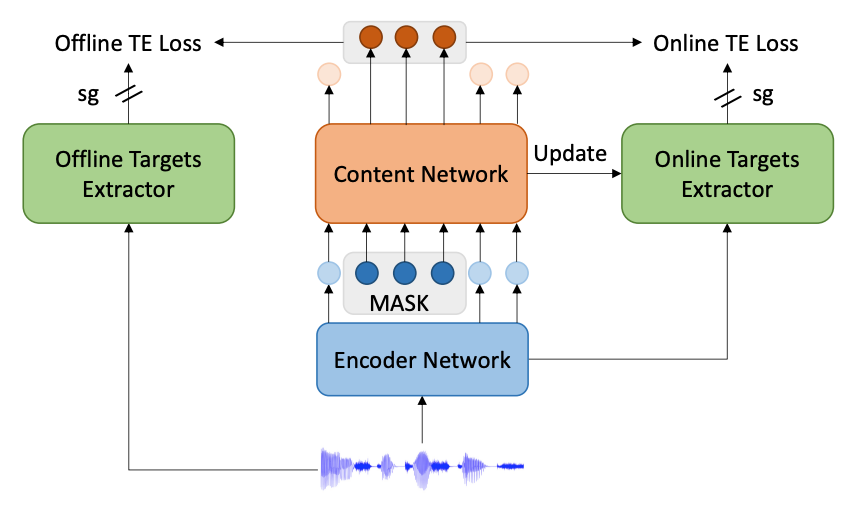 Offline TE Loss
Online TE Loss
sg
sg
Offline Targets
Extractor
Content Network
Update
Online Targets
Extractor
MASK
Encoder Network